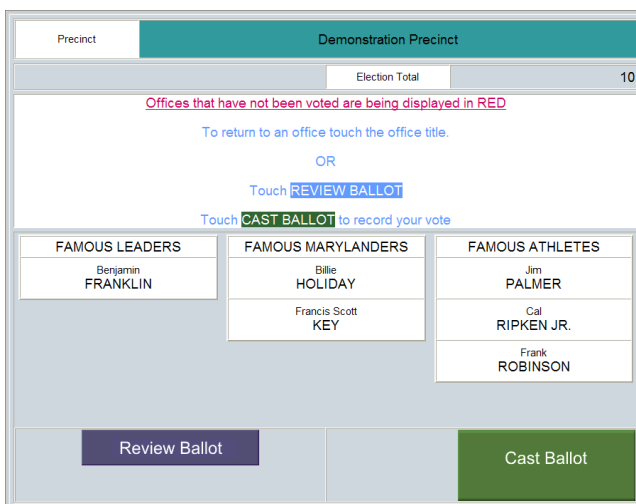 Precinct
Demonstration Precinct
Election Total
10
Offices that have not been voted are being displayed in RED
To return to an office touch the office title.
OR
Touch REVIEW BALLOT
Touch CAST BALLOT to record your vote
FAMOUS LEADERS
Benjamin
FRANKLIN
FAMOUS MARYLANDERS
Billie
HOLIDAY
Francis Scott
KEY
FAMOUS ATHLETES
Jim
PALMER
Cal
RIPKEN JR.
Frank
ROBINSON
Review Ballot
Cast Ballot